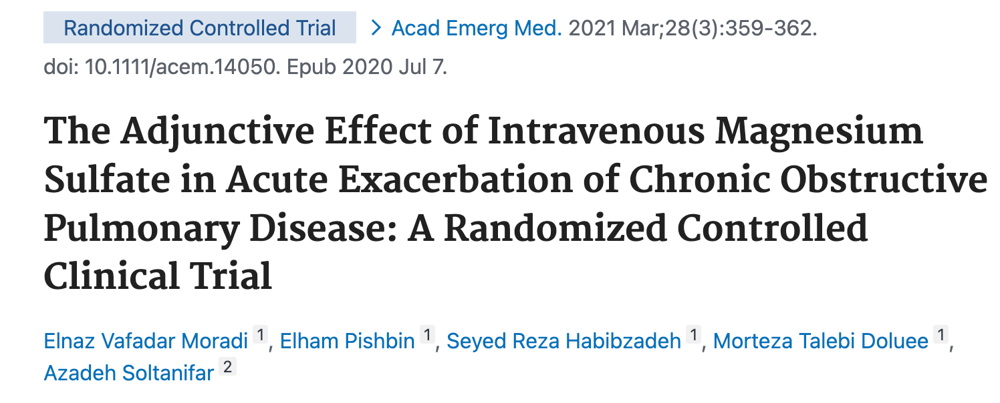 Randomized Controlled Trial > Acad Emerg Med. 2021 Mar;28(3):359-362.
doi: 10.1111/acem.14050. Epub 2020 Jul 7.
The Adjunctive Effect of Intravenous Magnesium
Sulfate in Acute Exacerbation of Chronic Obstructive
Pulmonary Disease: A Randomized Controlled
Clinical Trial
Elnaz Vafadar Moradi 1, Elham Pishbin 1, Seyed Reza Habibzadeh 1, Morteza Talebi Doluee 1,
Azadeh Soltanifar 2